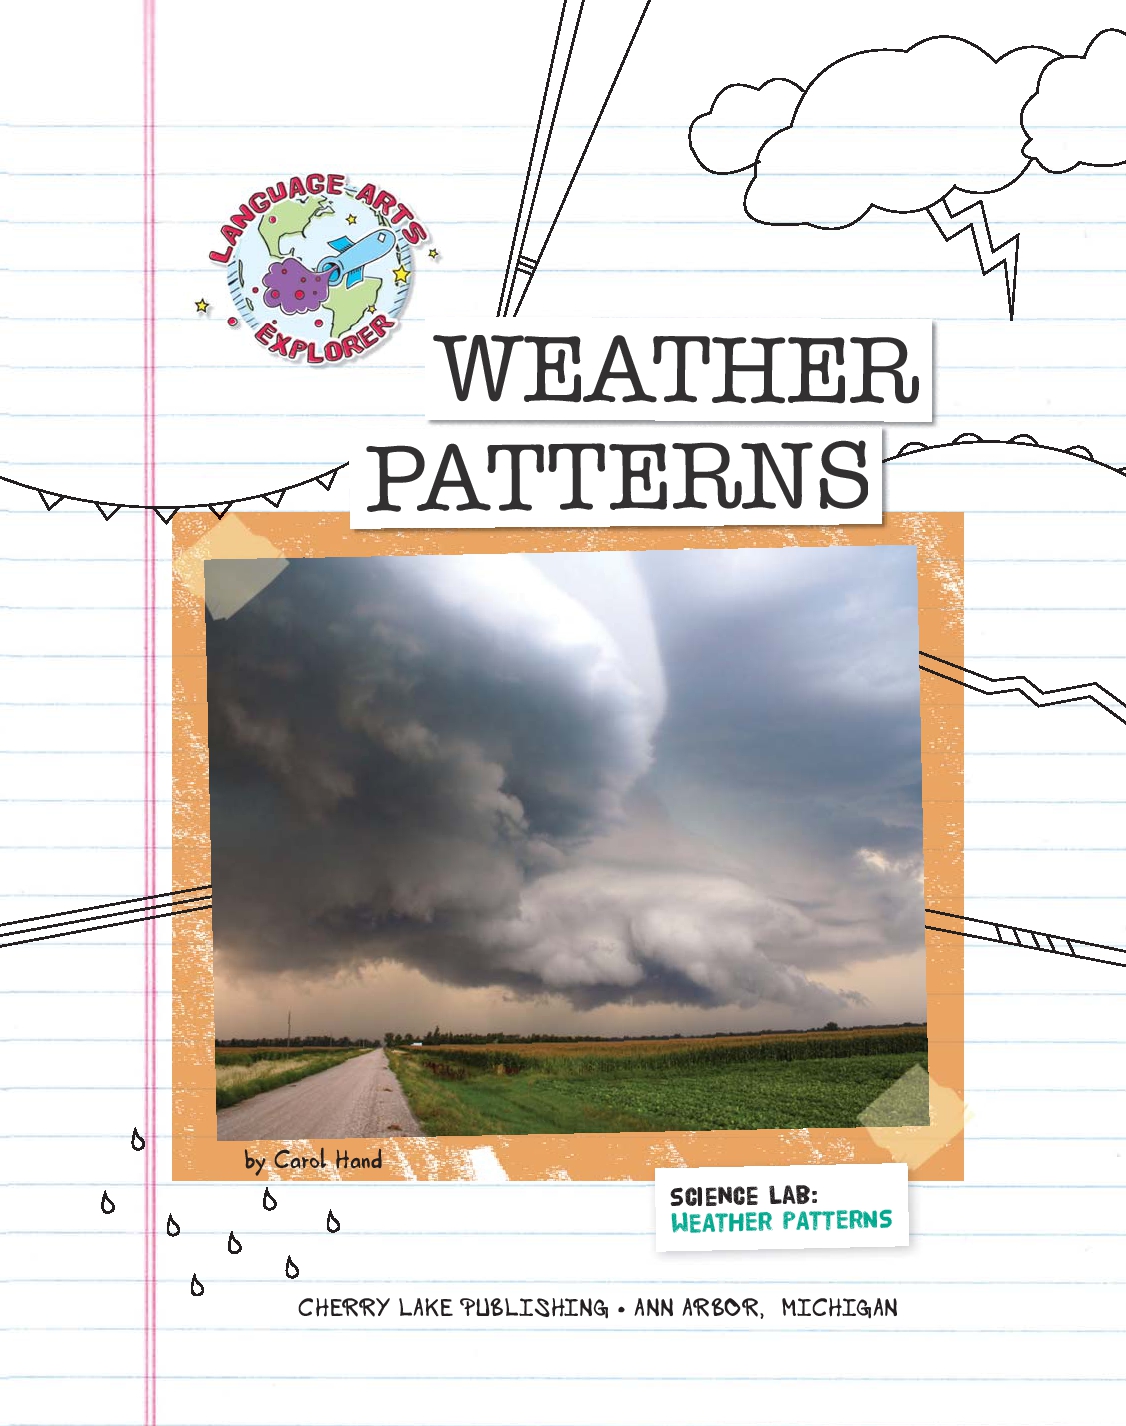 LANGUAGE ARTS
EXPLORER
WEATHER
PATTERNS
by Carol Hand
SCIENCE LAB:
WEATHER PATTERNS
CHERRY LAKE PUBLISHING • ANN ARBOR, MICHIGAN